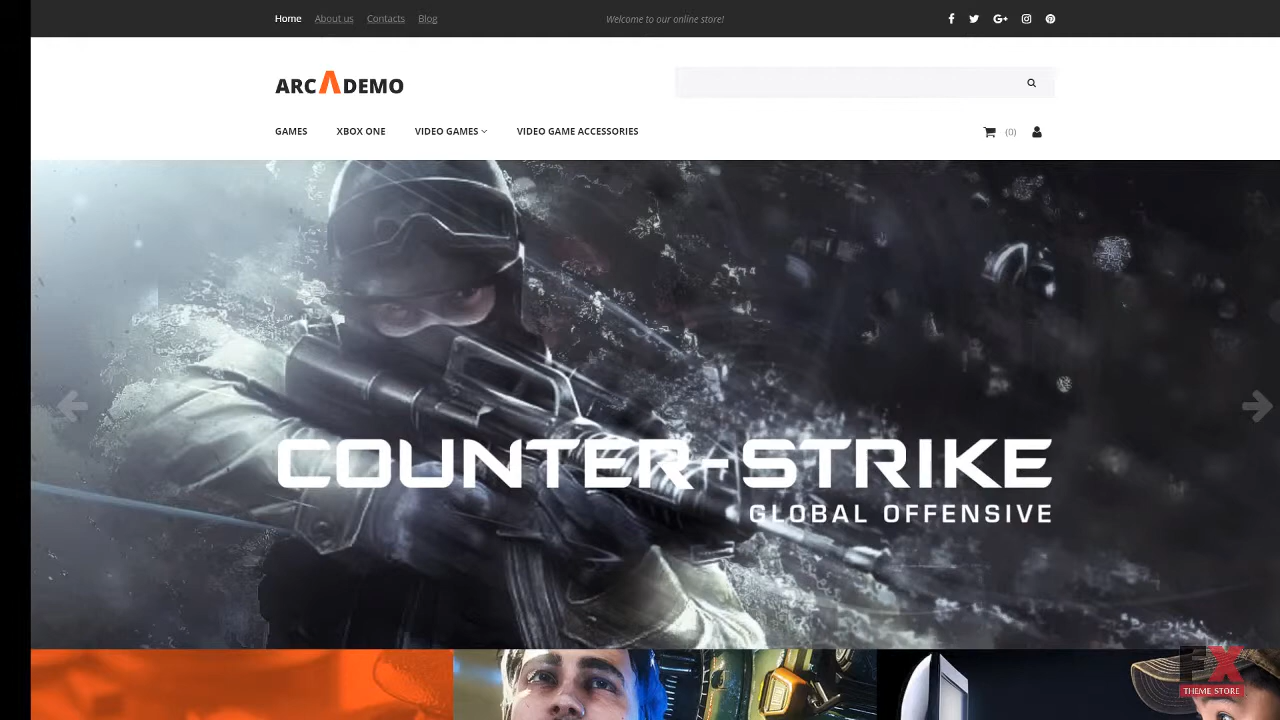 Home About us Contacts Blog Welcome to our online store!
ARCADEMO
GAMES XBOX ONE VIDEO GAMES VIDEO GAME ACCESSORIES (0)
COUNTER-STRIKE
GLOBAL OFFENSIVE
FX
THEME STORE